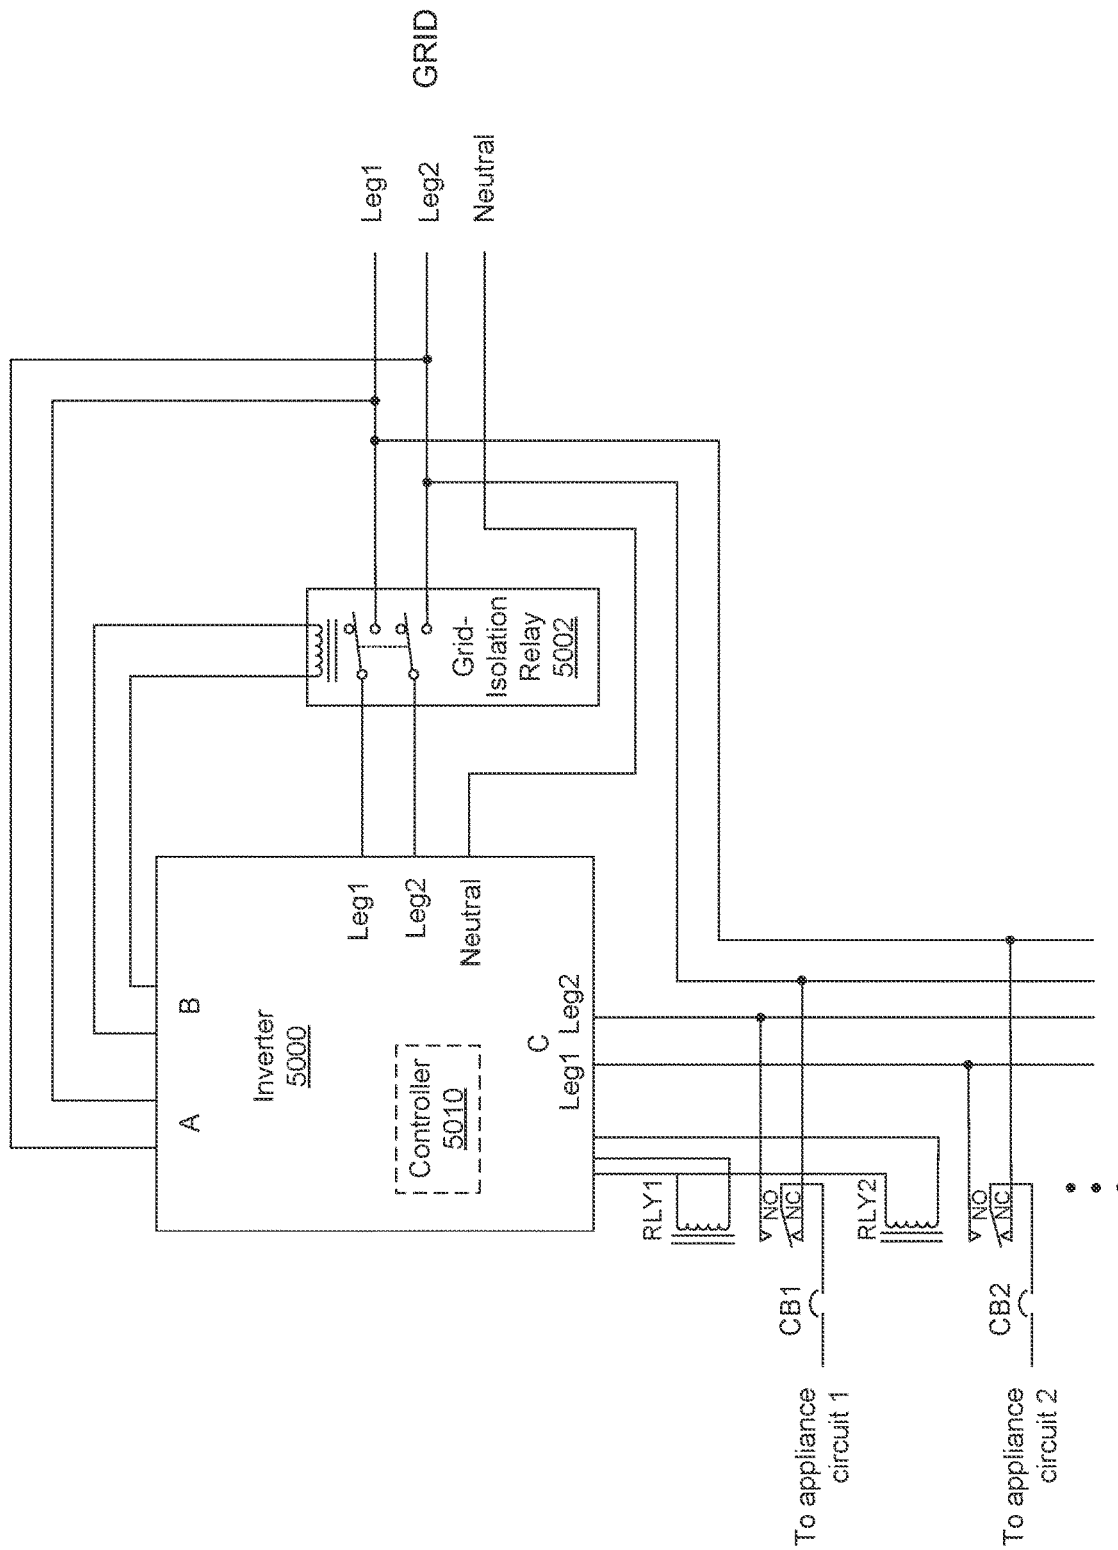 GRID
Leg1
Leg2
Neutral
Grid-
Isolation
Relay
5002
Leg1
Leg2
Neutral
B
A
Inverter
5000
Controller
5010
C
Leg1 Leg2
RLY1
NO
NC
CB1
To appliance
circuit 1
RLY2
NO
NC
CB2
To appliance
circuit 2